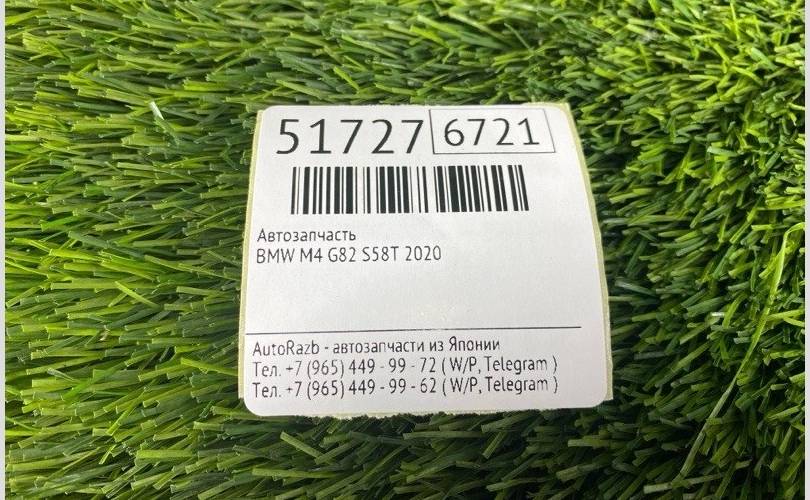 51727 6721
Автозапчасть
BMW M4 G82 S58T 2020
AutoRazb - автозапчасти из Японии
Тел. +7 (965) 449 - 99 - 72 ( W/P, Telegram )
Тел. +7 (965) 449 - 99 - 62 ( W/P, Telegram )